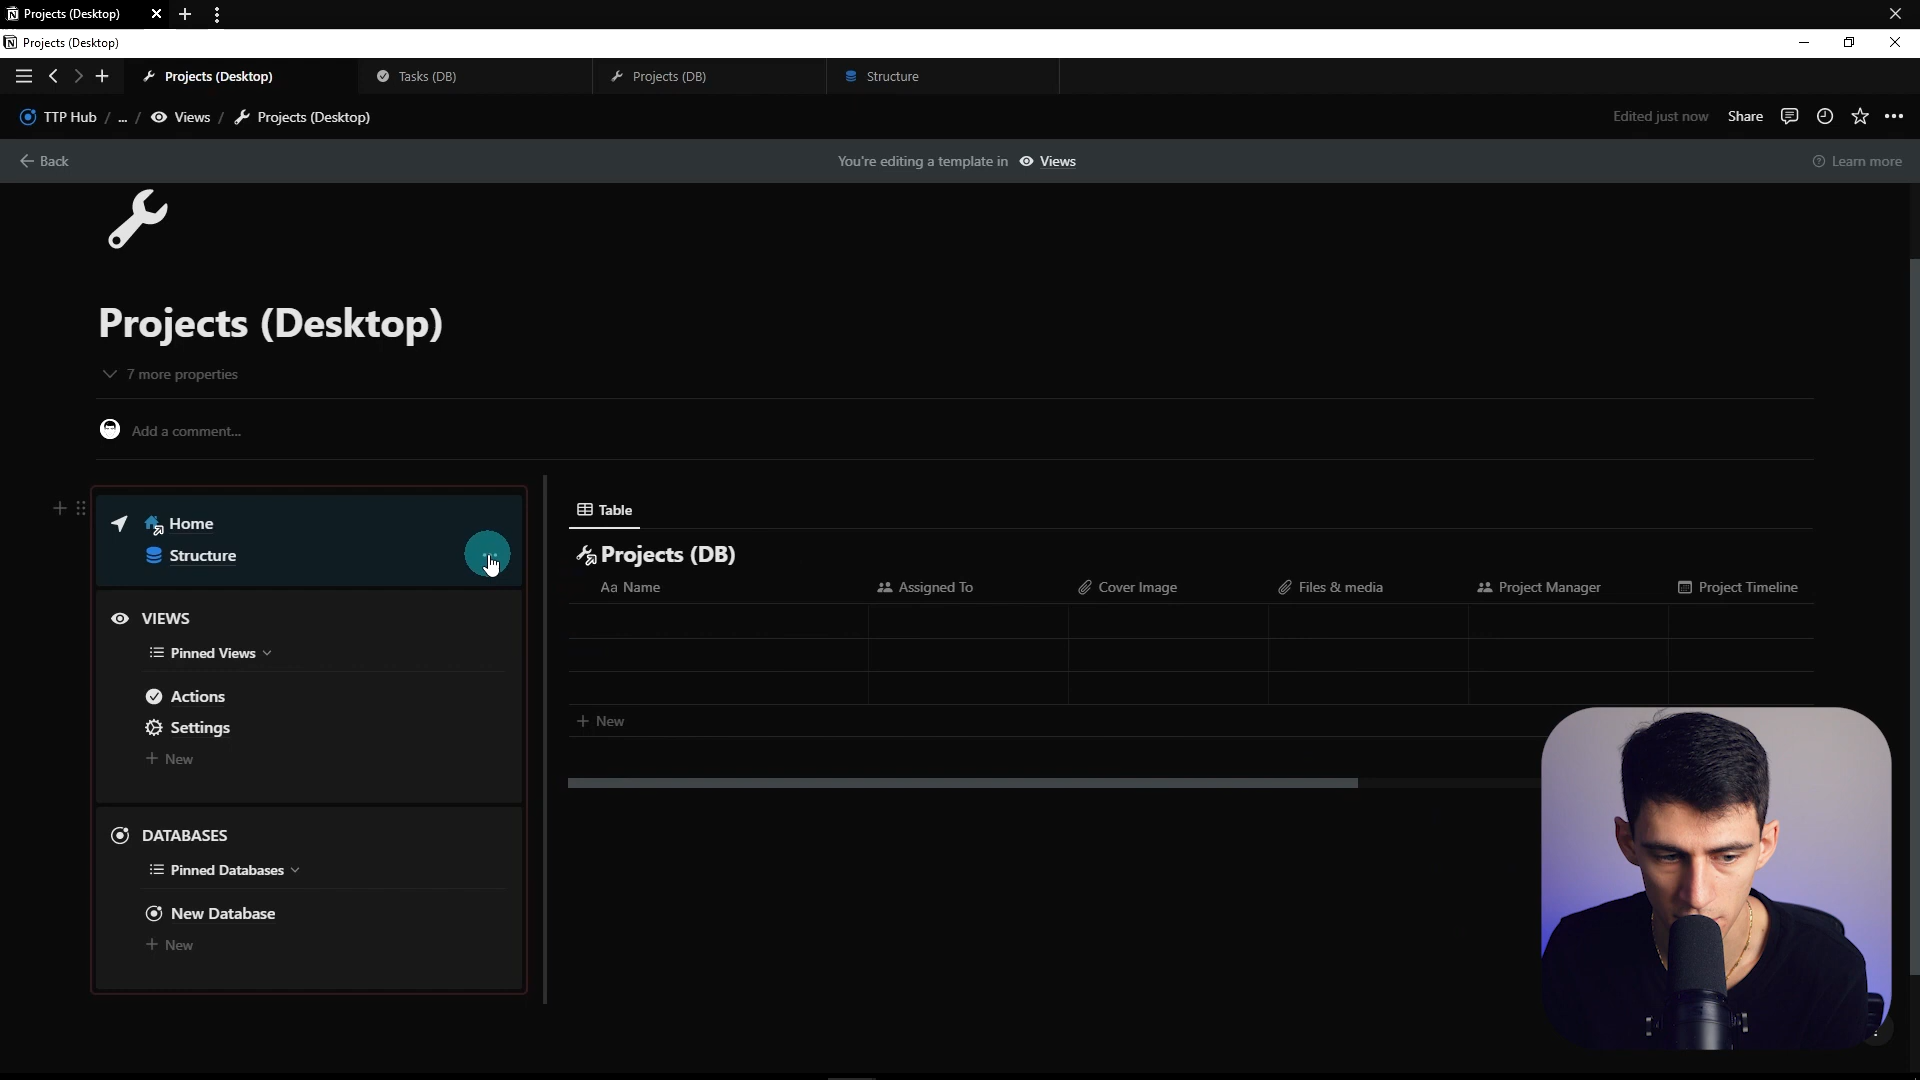 Projects (Desktop)
Projects (Desktop)
Projects (Desktop)
Tasks (DB)
Projects (DB)
Structure
TTP Hub / ... / Views / Projects (Desktop)
Edited just now
Share
Back
You're editing a template in Views
Learn more
Projects (Desktop)
7 more properties
Add a comment...
Home
Structure
VIEWS
Pinned Views
Actions
Settings
New
DATABASES
Pinned Databases
New Database
New
Table
Projects (DB)
Aa Name
Assigned To
Cover Image
Files & media
Project Manager
Project Timeline
New